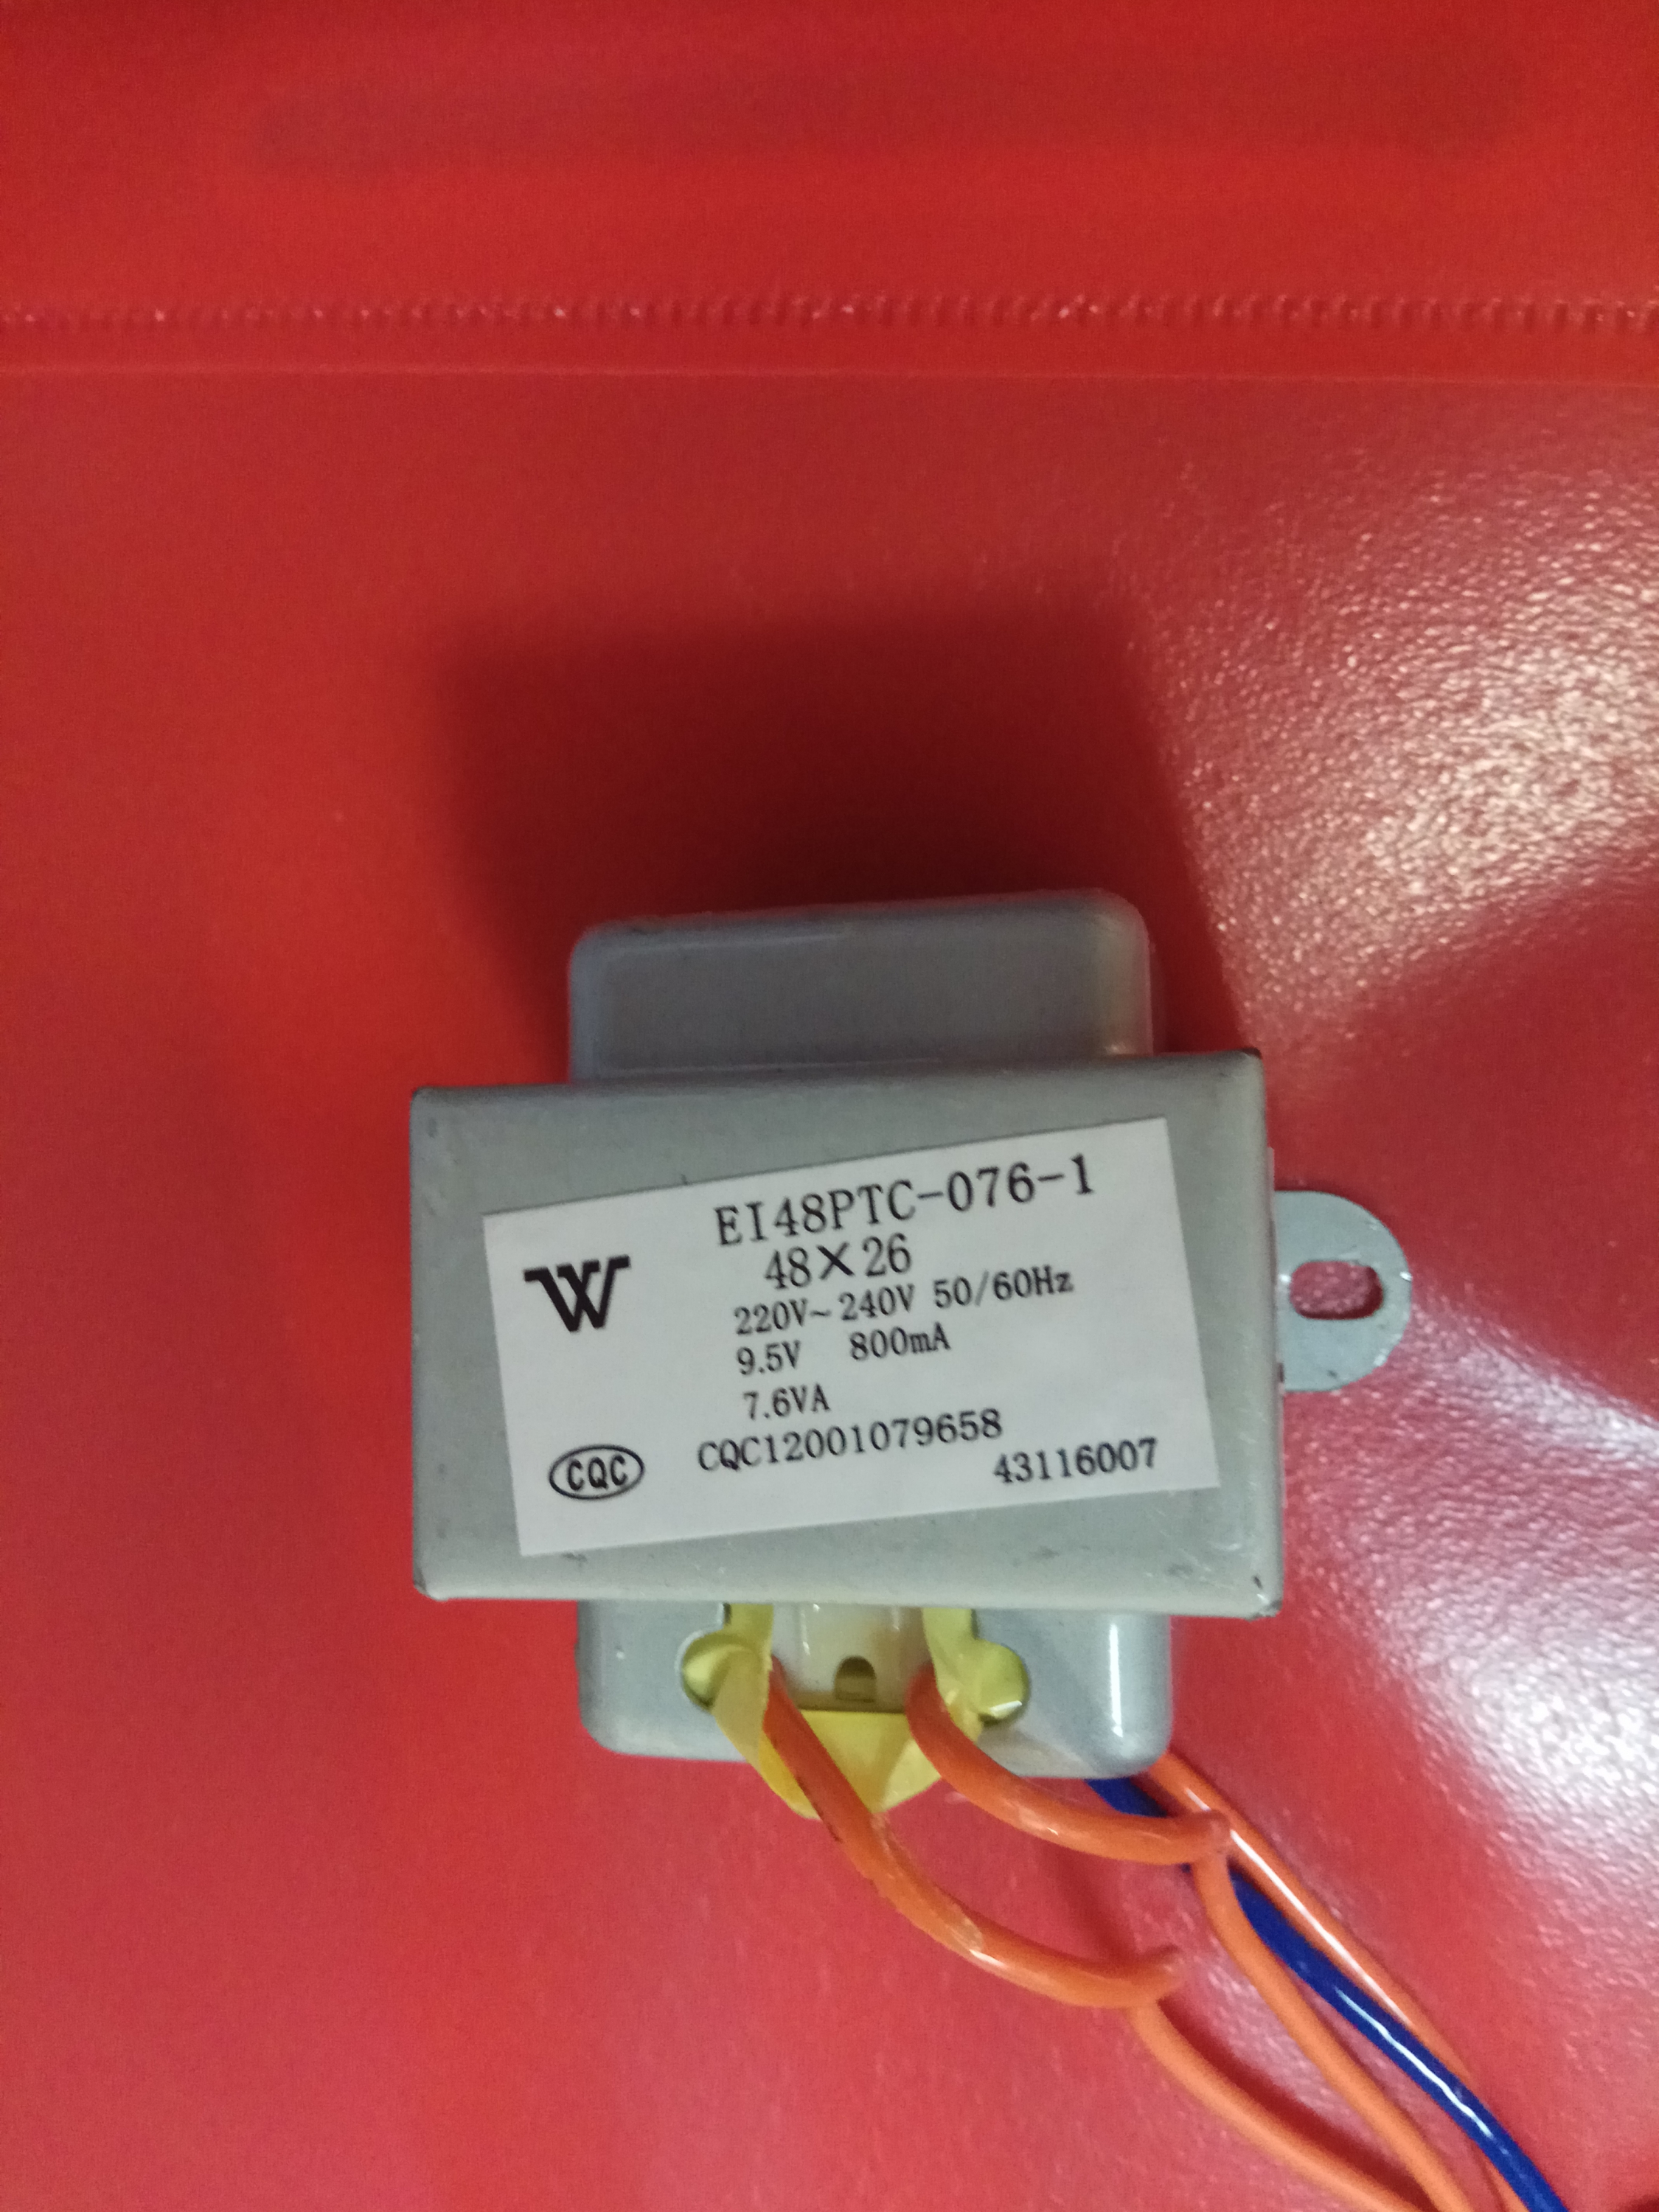 EI48PTC-076-1
48×26
W
220V~240V 50/60Hz
9.5V 800mA
7.6VA
CQC12001079658
CQC
43116007